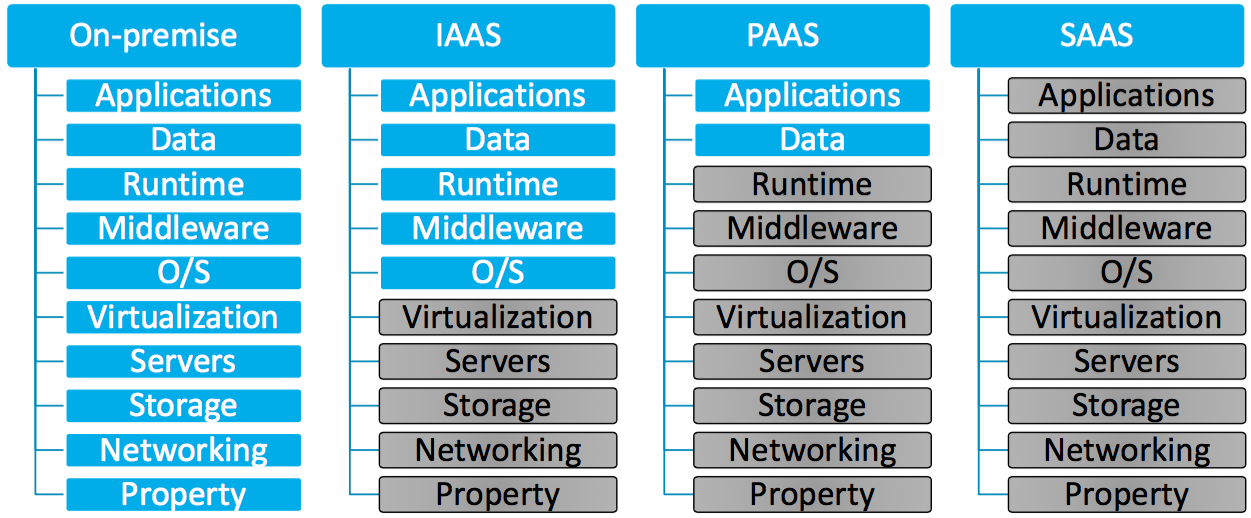 On-premise
Applications
Data
Runtime
Middleware
O/S
Virtualization
Servers
Storage
Networking
Property
IAAS
Applications
Data
Runtime
Middleware
O/S
Virtualization
Servers
Storage
Networking
Property
PAAS
Applications
Data
Runtime
Middleware
O/S
Virtualization
Servers
Storage
Networking
Property
SAAS
Applications
Data
Runtime
Middleware
O/S
Virtualization
Servers
Storage
Networking
Property